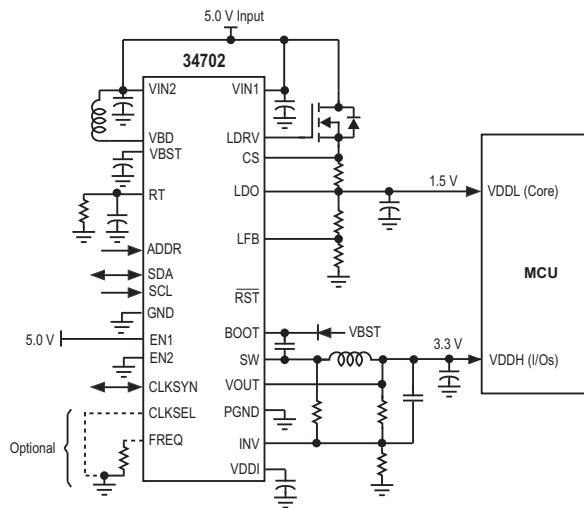 5.0 V Input
34702
VIN2
VIN1
VBD
LDRV
VBST
CS
RT
LDO
1.5 V
VDDL (Core)
ADDR
LFB
MCU
SDA
SCL
RST
GND
BOOT
VBST
5.0 V
EN1
3.3 V
EN2
SW
VDDH (I/Os)
CLKSYN
VOUT
CLKSEL
PGND
Optional
FREQ
INV
VDDI